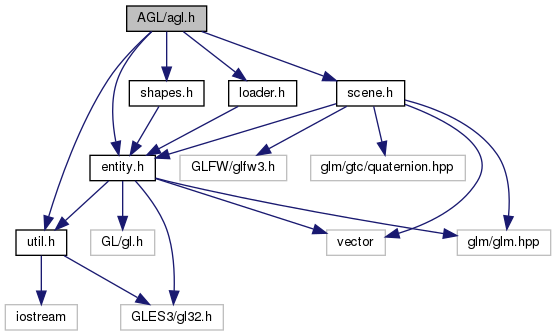 AGL/agl.h
shapes.h
loader.h
scene.h
entity.h
GLFW/glfw3.h
glm/gtc/quaternion.hpp
util.h
GL/gl.h
vector
glm/glm.hpp
iostream
GLES3/gl32.h